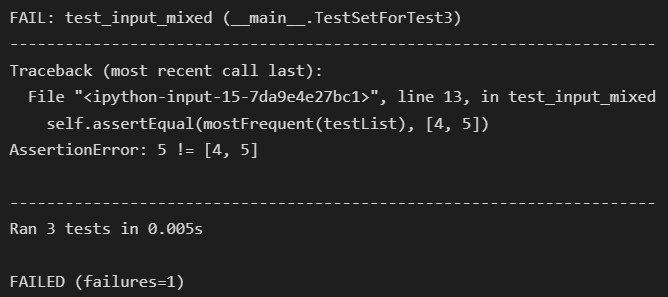 FAIL: test_input_mixed (__main__.TestSetForTest3)
----------------------------------------------------------------------
Traceback (most recent call last):
  File "<ipython-input-15-7da9e4e27bc1>", line 13, in test_input_mixed
    self.assertEqual(mostFrequent(testList), [4, 5])
AssertionError: 5 != [4, 5]
----------------------------------------------------------------------
Ran 3 tests in 0.005s
FAILED (failures=1)